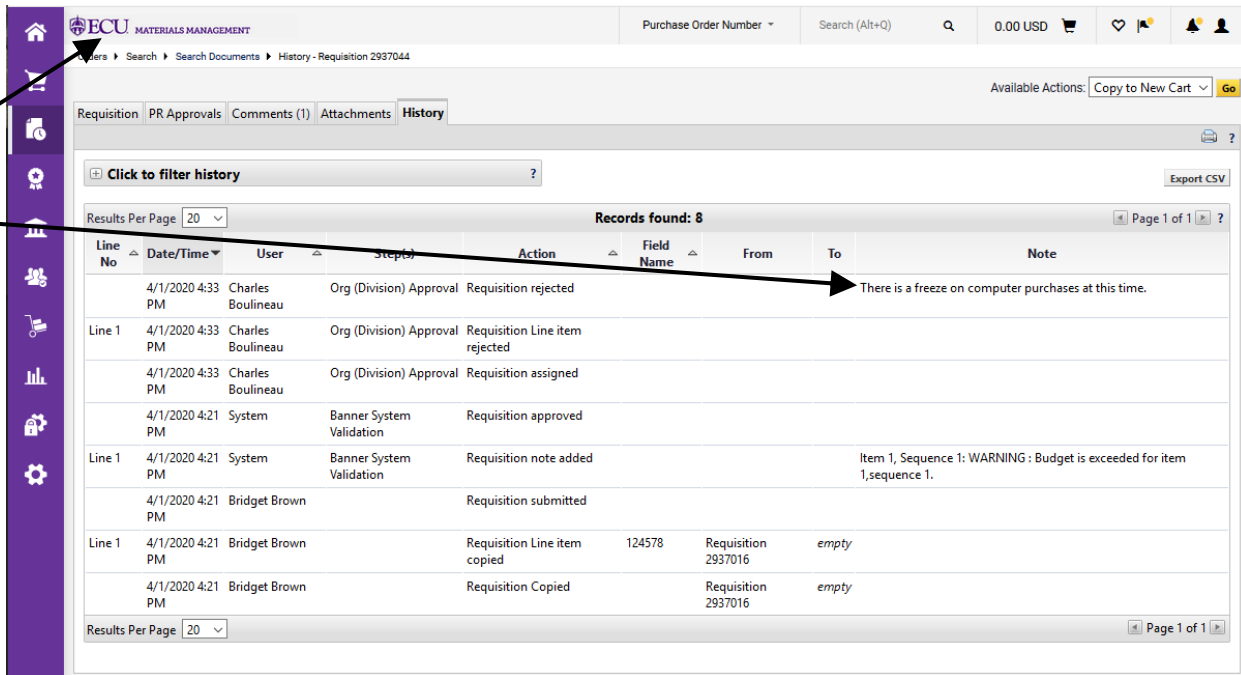 ECU MATERIALS MANAGEMENT Purchase Order Number Search (Alt+Q) 0.00 USD
Orders Search Search Documents History - Requisition 2937044
Available Actions: Copy to New Cart Go
Requisition PR Approvals Comments (1) Attachments History
?
Click to filter history ?
Export CSV
Results Per Page 20 Records found: 8 Page 1 of 1 ?
Line No Date/Time User Step(s) Action Field Name From To Note
4/1/2020 4:33 Charles Org (Division) Approval Requisition rejected There is a freeze on computer purchases at this time.
PM Boulineau
Line 1 4/1/2020 4:33 Charles Org (Division) Approval Requisition Line item
PM Boulineau rejected
4/1/2020 4:33 Charles Org (Division) Approval Requisition assigned
PM Boulineau
4/1/2020 4:21 System Banner System Requisition approved
PM Validation
Line 1 4/1/2020 4:21 System Banner System Requisition note added Item 1, Sequence 1: WARNING : Budget is exceeded for item
PM Validation 1,sequence 1.
4/1/2020 4:21 Bridget Brown Requisition submitted
PM
Line 1 4/1/2020 4:21 Bridget Brown Requisition Line item 124578 Requisition empty
PM copied 2937016
4/1/2020 4:21 Bridget Brown Requisition Copied Requisition empty
PM 2937016
Results Per Page 20 Page 1 of 1